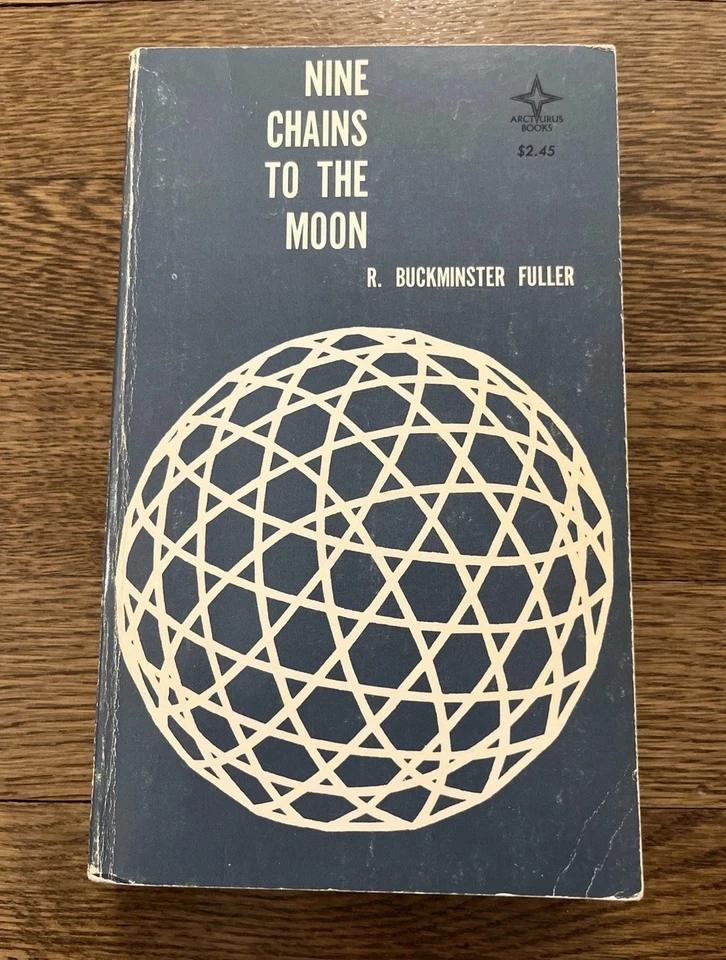 NINE
CHAINS
TO THE
MOON
R. BUCKMINSTER FULLER
ARCTURUS
BOOKS
$2.45